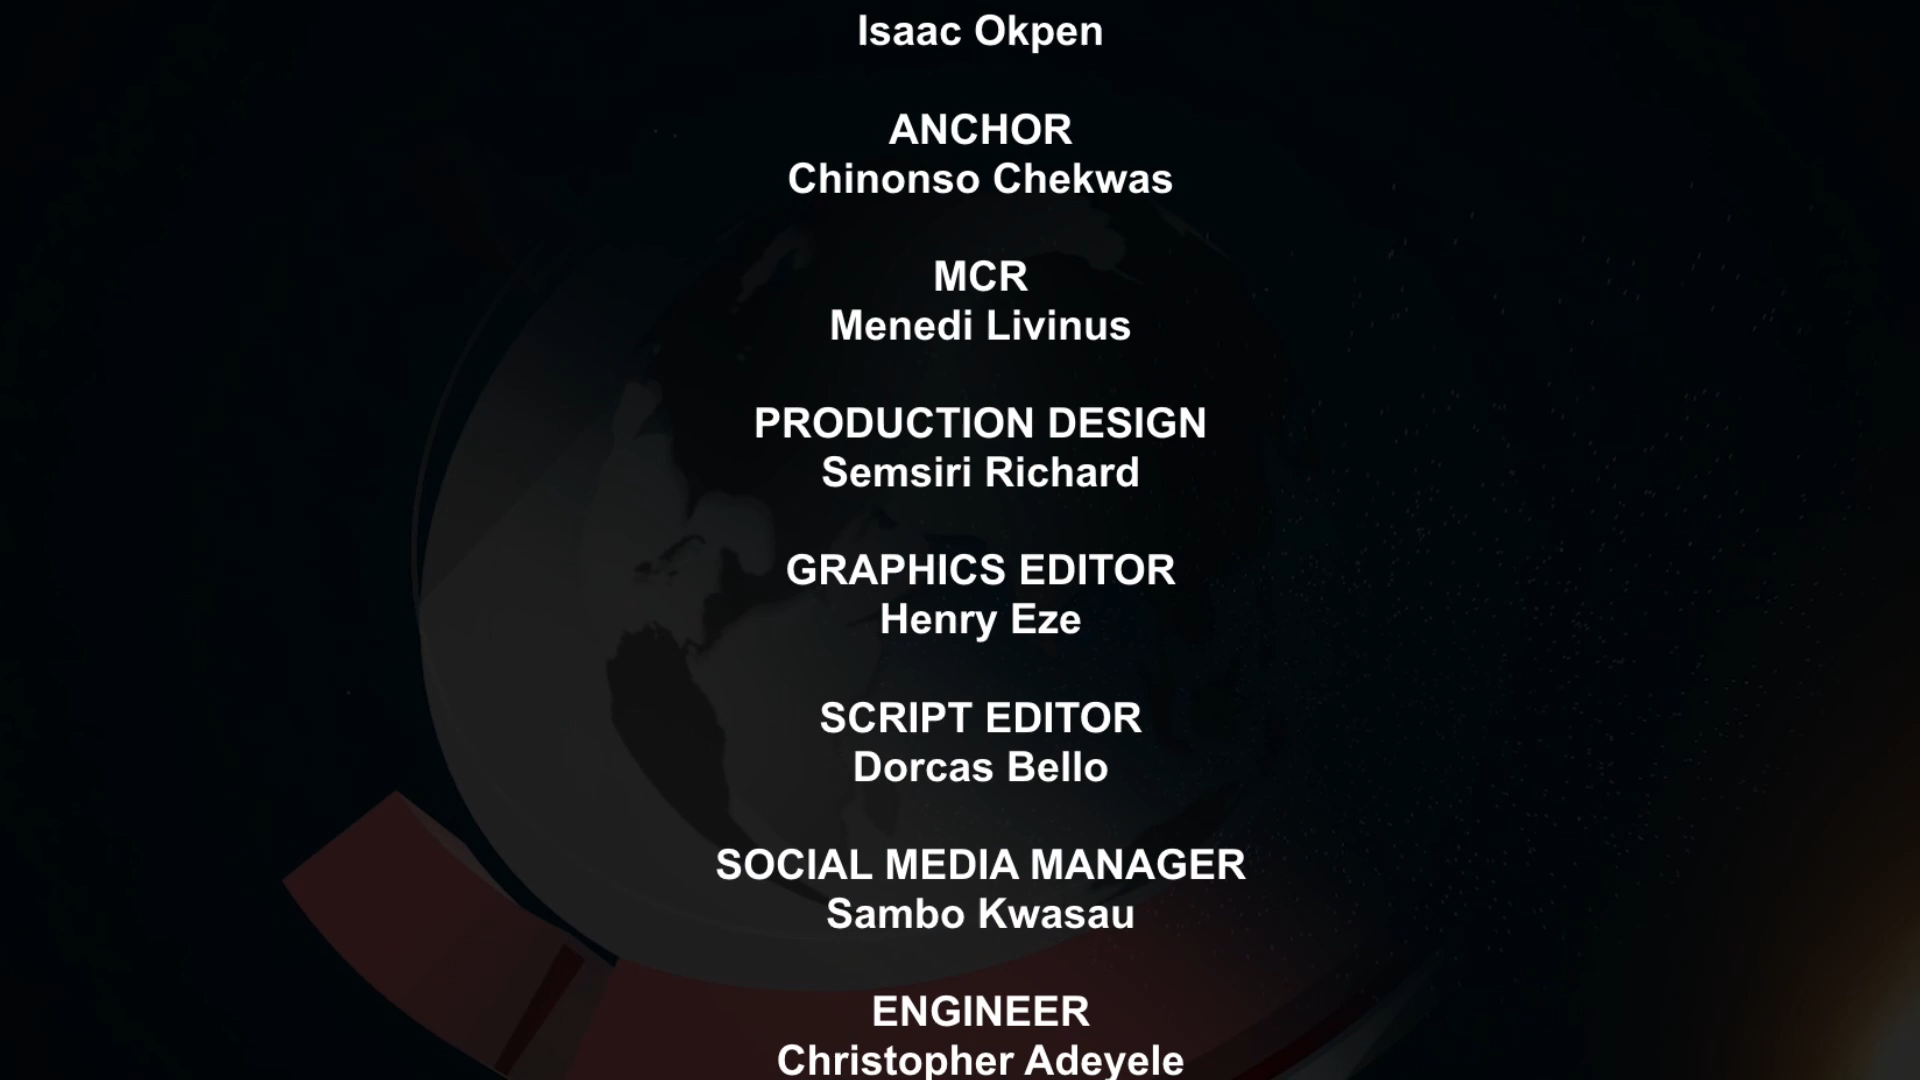 Isaac Okpen
ANCHOR
Chinonso Chekwas
MCR
Menedi Livinus
PRODUCTION DESIGN
Semsiri Richard
GRAPHICS EDITOR
Henry Eze
SCRIPT EDITOR
Dorcas Bello
SOCIAL MEDIA MANAGER
Sambo Kwasau
ENGINEER
Christopher Adeyele